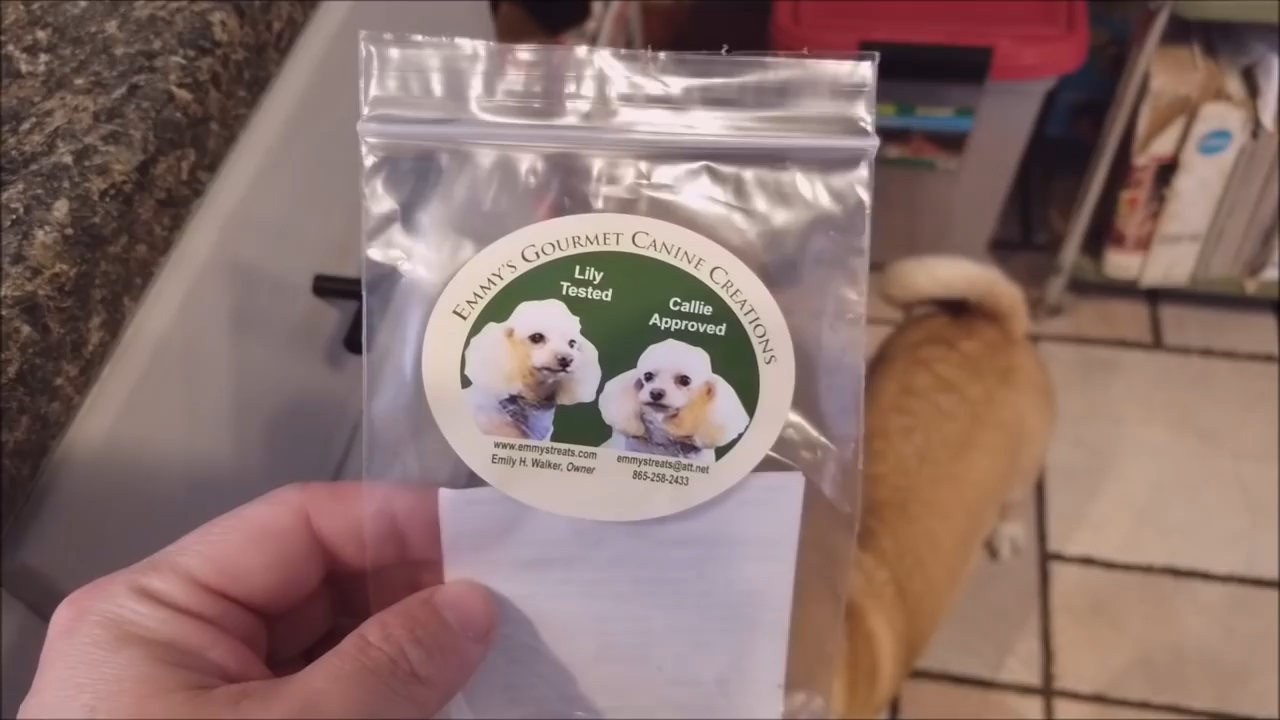 EMMY'S GOURMET CANINE CREATIONS
Lily
Tested
Callie
Approved
www.emmystreats.com
Emily H. Walker, Owner
emmystreats@att.net
865-258-2433